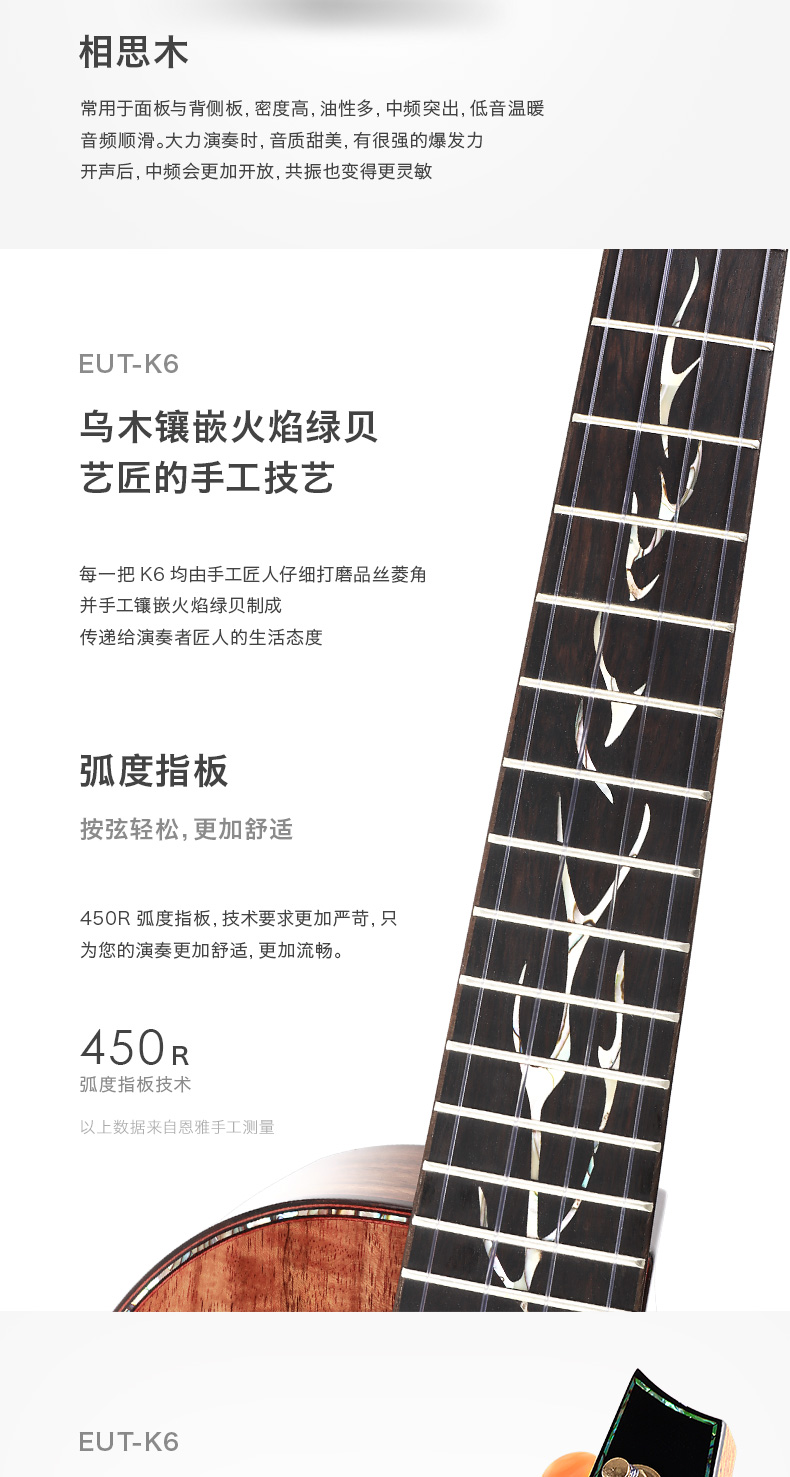 相思木
常用于面板与背侧板, 密度高, 油性多, 中频突出, 低音温暖
音频顺滑。大力演奏时, 音质甜美, 有很强的爆发力
开声后, 中频会更加开放, 共振也变得更灵敏
EUT-K6
乌木镶嵌火焰绿贝
艺匠的手工技艺
每一把 K6 均由手工匠人仔细打磨品丝菱角
并手工镶嵌火焰绿贝制成
传递给演奏者匠人的生活态度
弧度指板
按弦轻松, 更加舒适
450R 弧度指板, 技术要求更加严苛, 只
为您的演奏更加舒适, 更加流畅。
450 R
弧度指板技术
以上数据来自恩雅手工测量
EUT-K6